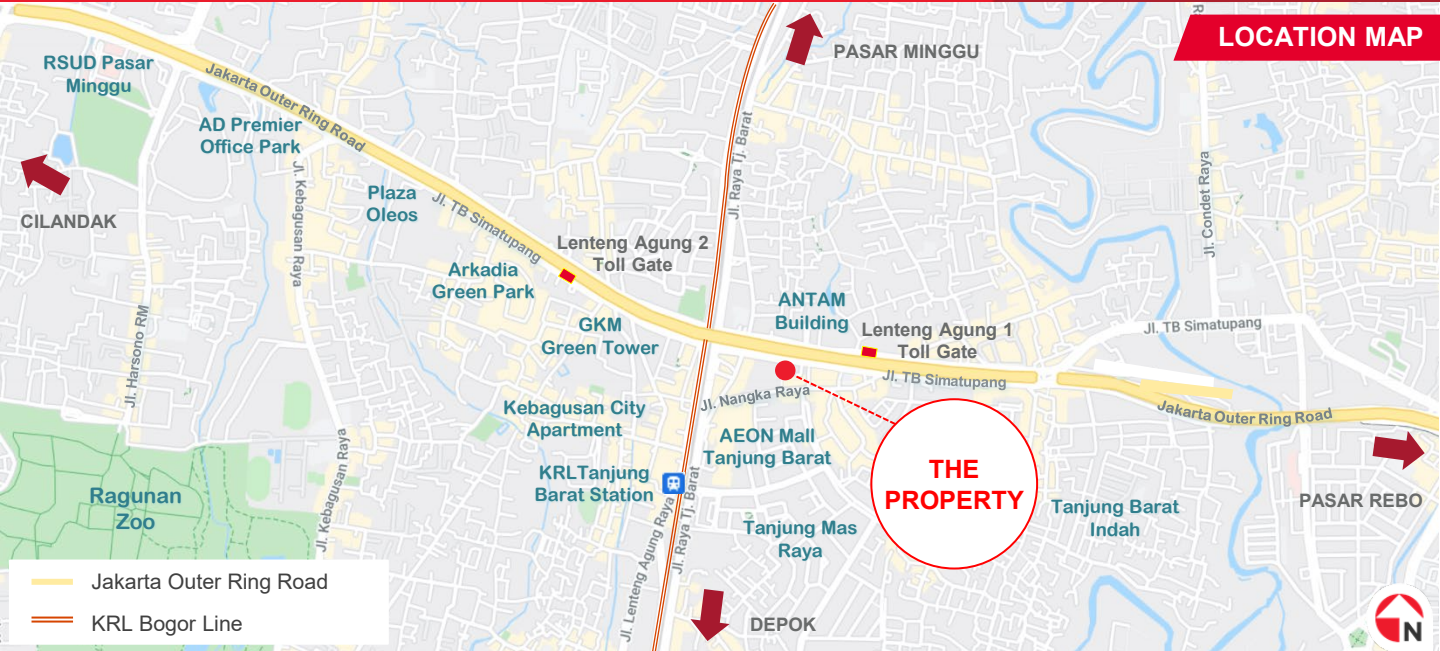 LOCATION MAP
PASAR MINGGU
RSUD Pasar
Minggu
Jakarta Outer Ring Road
AD Premier
Office Park
Jl. Raya Tj. Barat
Jl. Condet Raya
CILANDAK
Jl. Kebagusan Raya
Plaza
Oleos
Jl. TB Simatupang
Lenteng Agung 2
Toll Gate
Arkadia
Green Park
ANTAM
Building
GKM
Green Tower
Lenteng Agung 1
Toll Gate
Jl. TB Simatupang
Jl. Harsono RM
Jl. TB Simatupang
Jl. Nangka Raya
Jakarta Outer Ring Road
Kebagusan City
Apartment
AEON Mall
Tanjung Barat
KRLTanjung
Barat Station
THE
PROPERTY
Ragunan
Zoo
Jl. Kebagusan Raya
Jl. Lenteng Agung Raya
Jl. Raya Tj. Barat
Tanjung Mas
Raya
Tanjung Barat
Indah
PASAR REBO
Jakarta Outer Ring Road
KRL Bogor Line
DEPOK
N